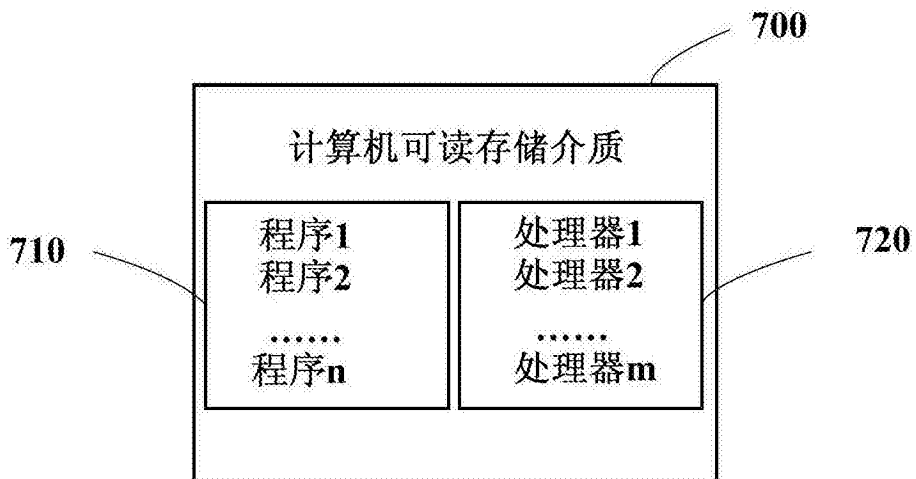 700
计算机可读存储介质
710
程序1
程序2
……
程序n
处理器1
处理器2
……
处理器m
720